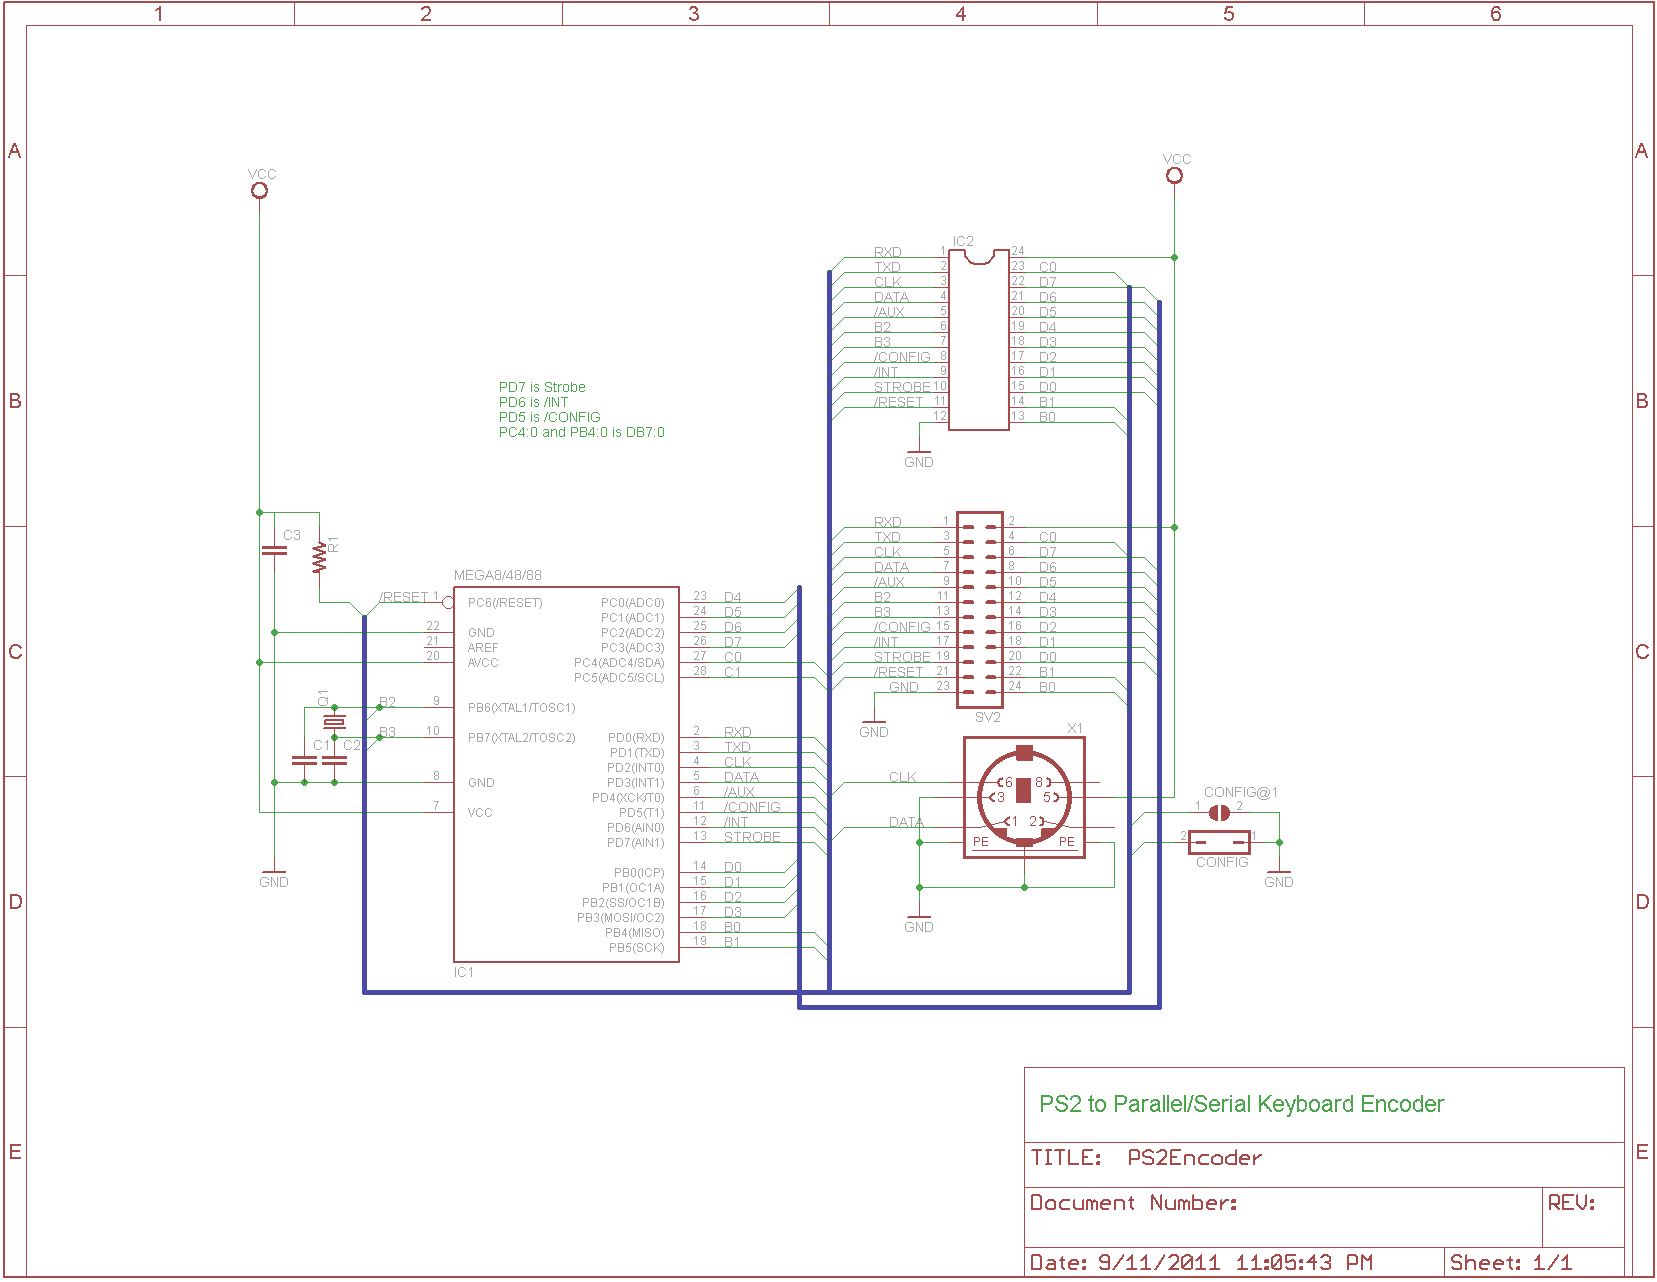 1 2 3 4 5 6
A A
B B
C C
D D
E E
VCC
VCC
PD7 is Strobe
PD6 is /INT
PD5 is /CONFIG
PC4:0 and PB4:0 is DB7:0
IC2
RXD 1 24
TXD 2 23 C0
CLK 3 22 D7
DATA 4 21 D6
/AUX 5 20 D5
B2 6 19 D4
B3 7 18 D3
/CONFIG 8 17 D2
/INT 9 16 D1
STROBE 10 15 D0
/RESET 11 14 B1
12 13 B0
GND
RXD 1 2
TXD 3 4 C0
CLK 5 6 D7
DATA 7 8 D6
/AUX 9 10 D5
B2 11 12 D4
B3 13 14 D3
/CONFIG 15 16 D2
/INT 17 18 D1
STROBE 19 20 D0
/RESET 21 22 B1
GND 23 24 B0
SV2
GND
C3
R1
MEGA8/48/88
/RESET 1 PC6(/RESET) PC0(ADC0) 23 D4
PC1(ADC1) 24 D5
22 GND PC2(ADC2) 25 D6
21 AREF PC3(ADC3) 26 D7
20 AVCC PC4(ADC4/SDA) 27 C0
PC5(ADC5/SCL) 28 C1
Q1
B2 9 PB6(XTAL1/TOSC1)
B3 10 PB7(XTAL2/TOSC2) PD0(RXD) 2 RXD
C1 C2
PD1(TXD) 3 TXD
PD2(INT0) 4 CLK
8 GND PD3(INT1) 5 DATA
PD4(XCK/T0) 6 /AUX
7 VCC PD5(T1) 11 /CONFIG
PD6(AIN0) 12 /INT
PD7(AIN1) 13 STROBE
PB0(ICP) 14 D0
PB1(OC1A) 15 D1
PB2(SS/OC1B) 16 D2
PB3(MOSI/OC2) 17 D3
PB4(MISO) 18 B0
PB5(SCK) 19 B1
IC1
GND
X1
CLK 6 8
3 5
DATA 1 2
PE PE
GND
CONFIG@1
1 2
2 1
CONFIG
GND
PS2 to Parallel/Serial Keyboard Encoder
TITLE: PS2Encoder
Document Number: REV:
Date: 9/11/2011 11:05:43 PM Sheet: 1/1